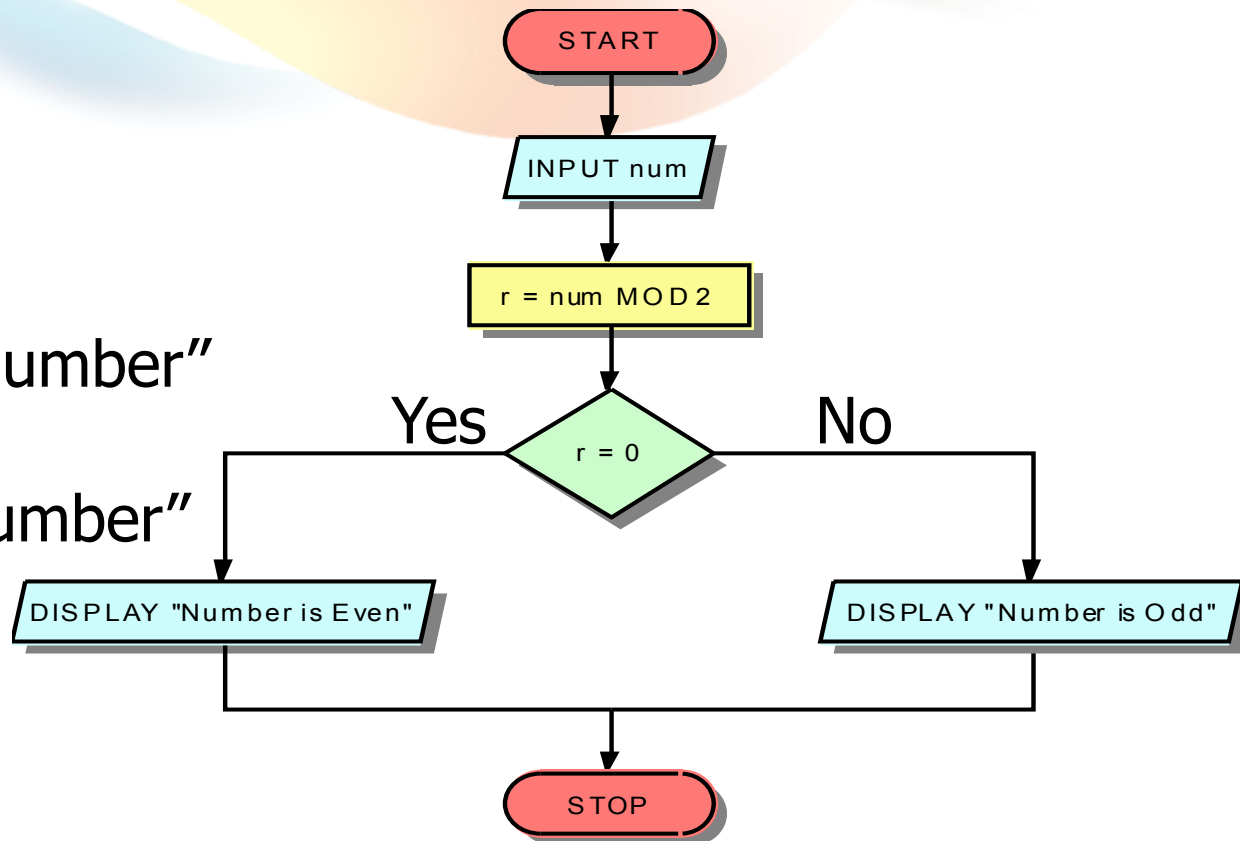 START
INPUT num
r = num MOD 2
umber”
Yes
No
r = 0
umber”
DISPLAY "Number is Even"
DISPLAY "Number is Odd"
STOP